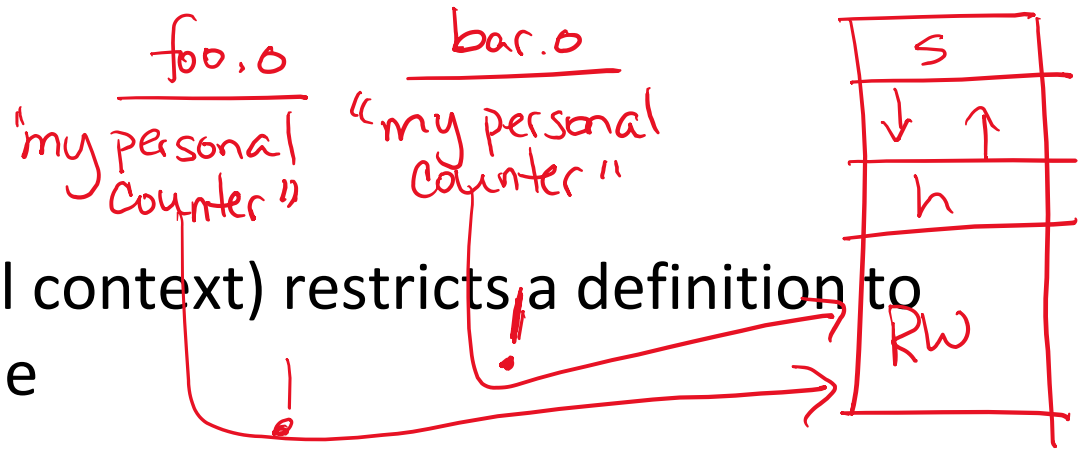 foo.o
bar.o
"my personal
counter"
"my personal
counter"
s
h
l context) restricts a definition to
e
RW